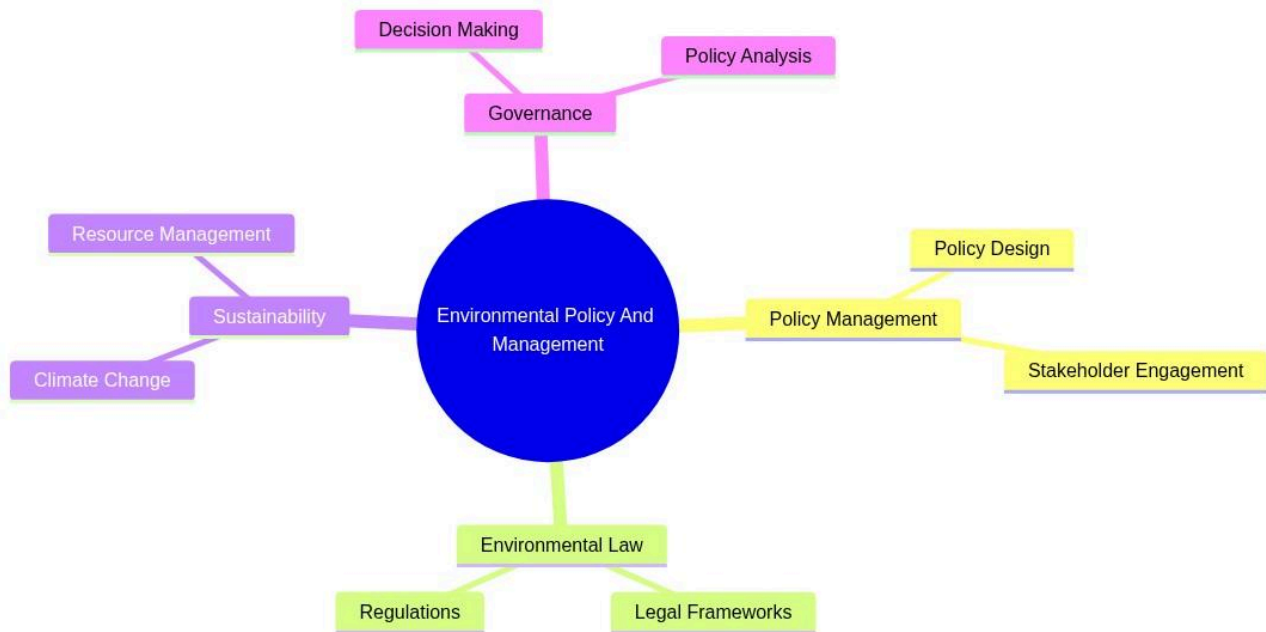 Decision Making
Policy Analysis
Governance
Resource Management
Policy Design
Sustainability
Environmental Policy And
Management
Policy Management
Climate Change
Stakeholder Engagement
Environmental Law
Regulations
Legal Frameworks